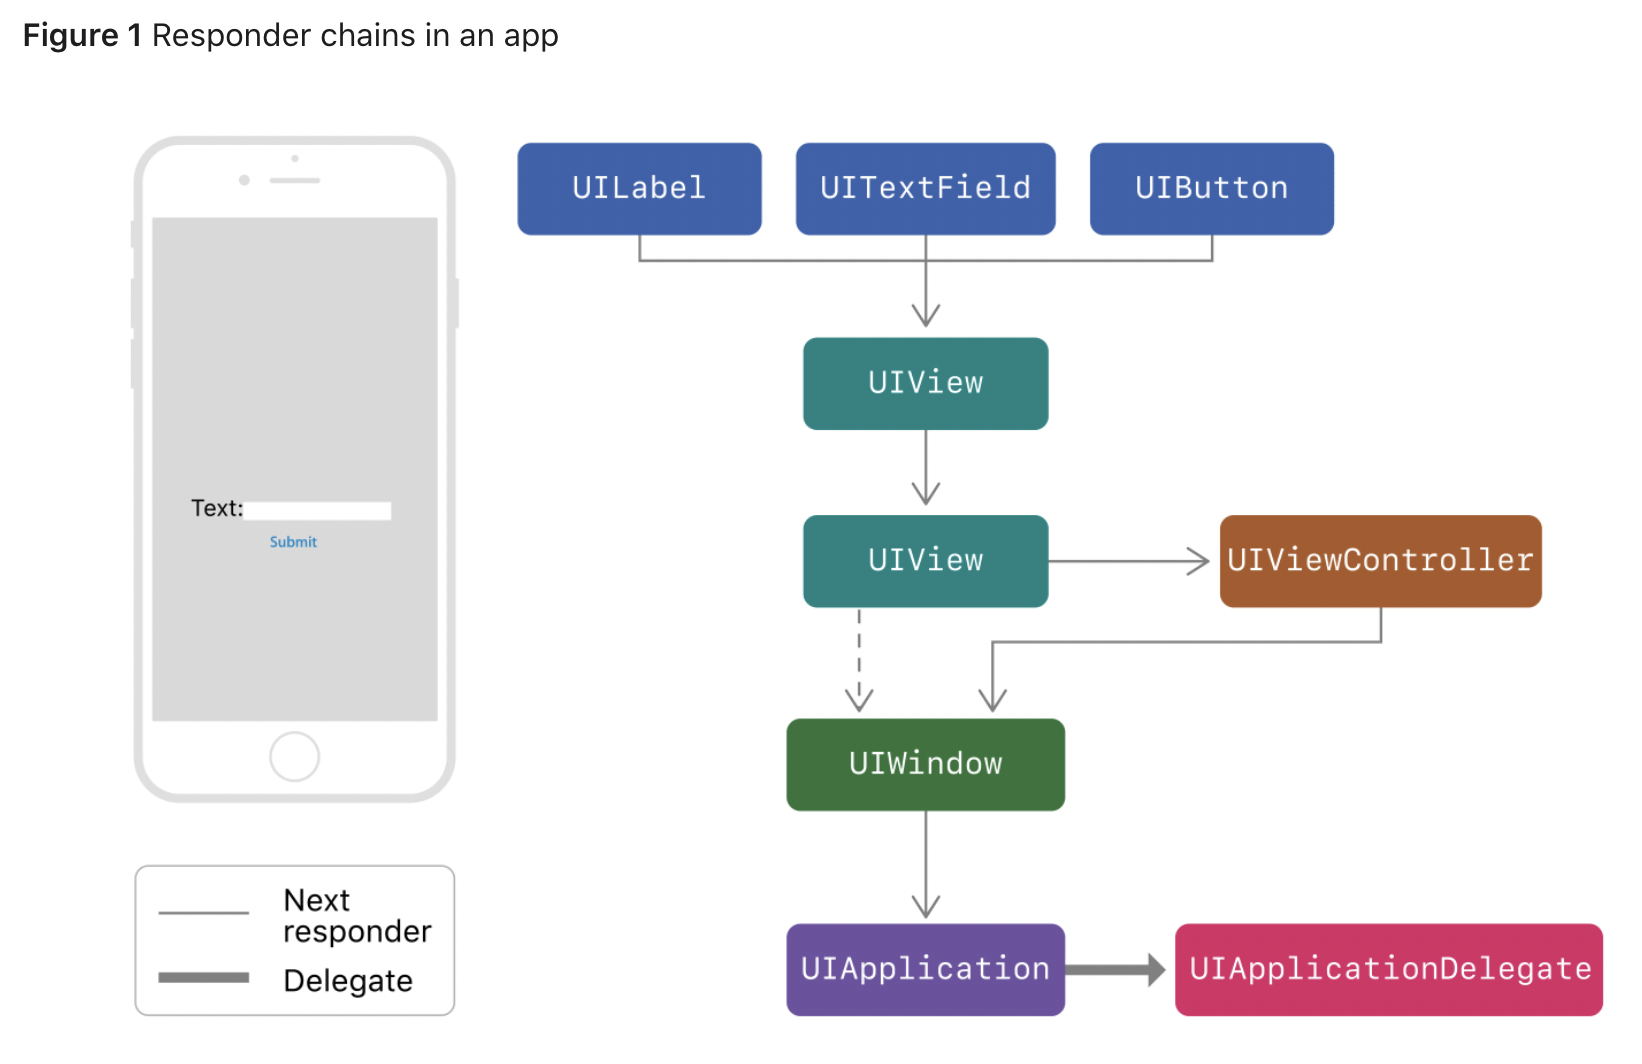 Figure 1 Responder chains in an app
UILabel
UITextField
UIButton
UIView
UIView
UIViewController
UIWindow
UIApplication
UIApplicationDelegate
Text:
Submit
Next
responder
Delegate